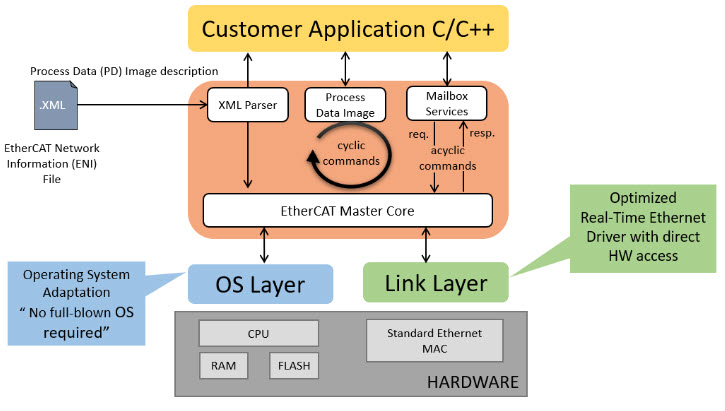 Customer Application C/C++
Process Data (PD) Image description
.XML
EtherCAT Network
Information (ENI)
File
XML Parser
Process
Data Image
Mailbox
Services
req.
resp.
cyclic
commands
acyclic
commands
EtherCAT Master Core
Optimized
Real-Time Ethernet
Driver with direct
HW access
Operating System
Adaptation
“ No full-blown OS
required”
OS Layer
Link Layer
CPU
RAM
FLASH
Standard Ethernet
MAC
HARDWARE